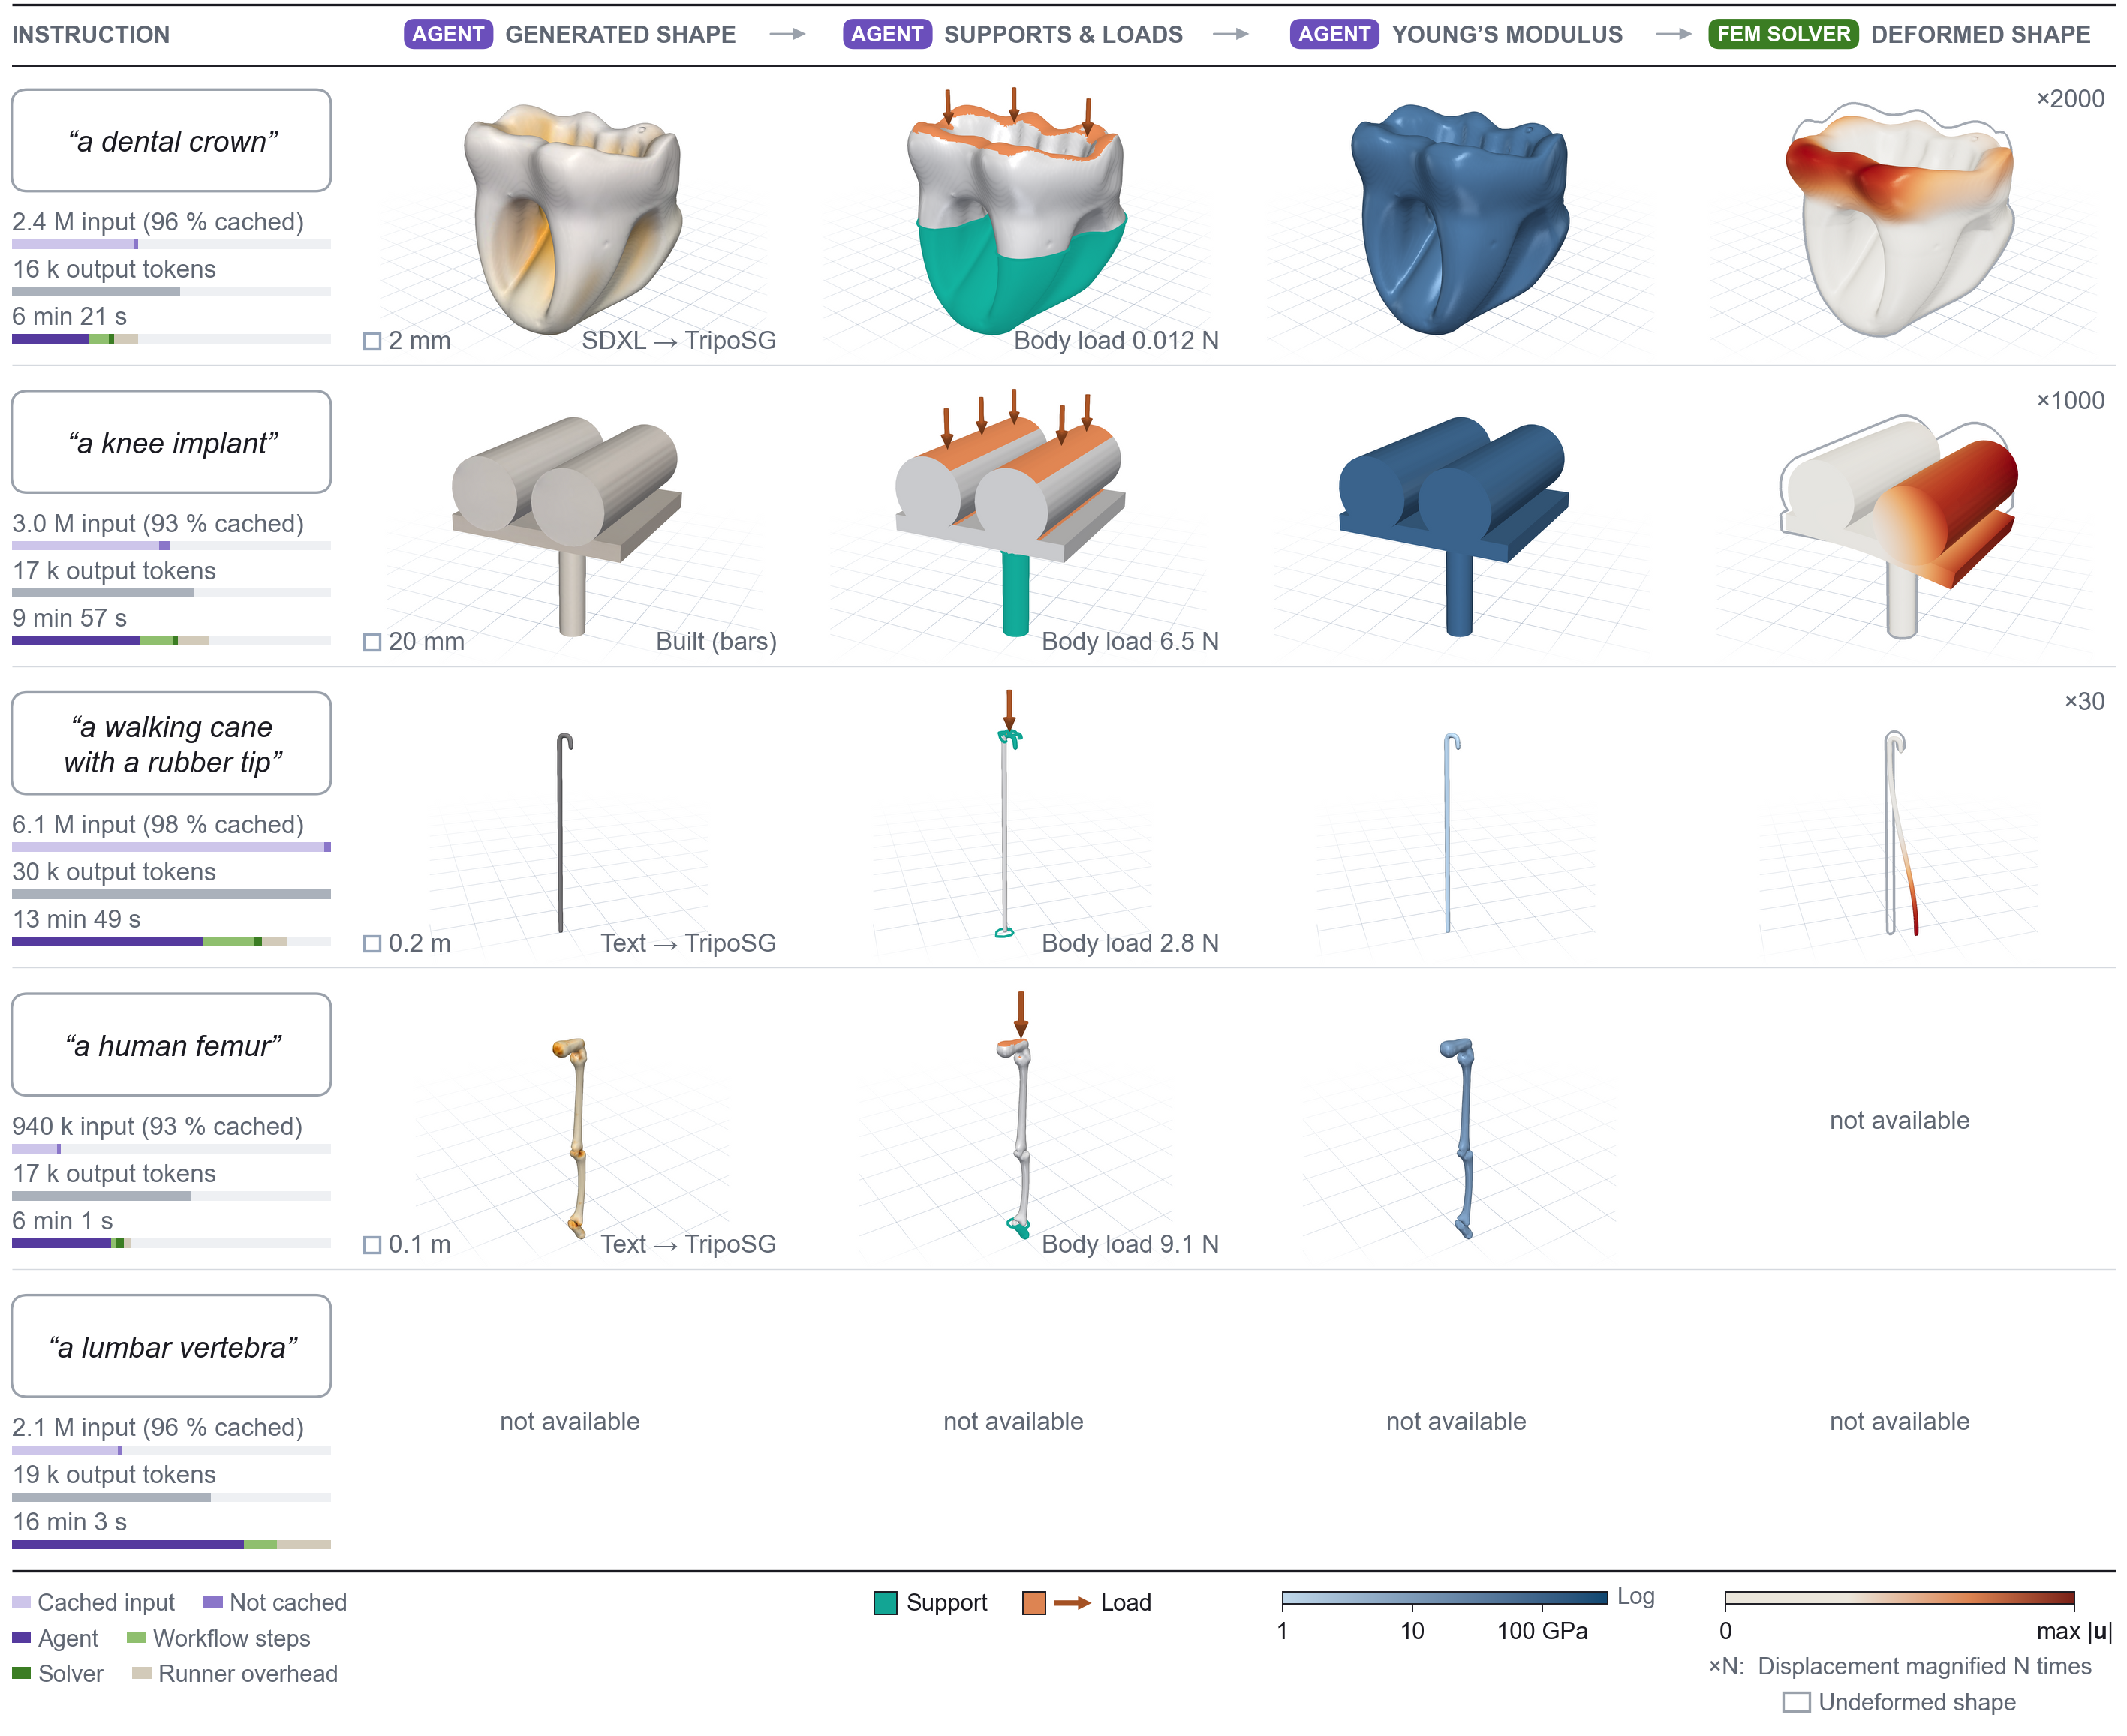 INSTRUCTION
AGENT GENERATED SHAPE
AGENT SUPPORTS & LOADS
AGENT YOUNG’S MODULUS
FEM SOLVER DEFORMED SHAPE
“a dental crown”
2.4 M input (96 % cached)
16 k output tokens
6 min 21 s
2 mm
SDXL → TripoSG
Body load 0.012 N
×2000
“a knee implant”
3.0 M input (93 % cached)
17 k output tokens
9 min 57 s
20 mm
Built (bars)
Body load 6.5 N
×1000
“a walking cane
with a rubber tip”
6.1 M input (98 % cached)
30 k output tokens
13 min 49 s
0.2 m
Text → TripoSG
Body load 2.8 N
×30
“a human femur”
940 k input (93 % cached)
17 k output tokens
6 min 1 s
0.1 m
Text → TripoSG
Body load 9.1 N
not available
“a lumbar vertebra”
2.1 M input (96 % cached)
19 k output tokens
16 min 3 s
not available
not available
not available
not available
Cached input
Not cached
Agent
Workflow steps
Solver
Runner overhead
Support
Load
Log
1
10
100 GPa
0
max |u|
×N: Displacement magnified N times
Undeformed shape